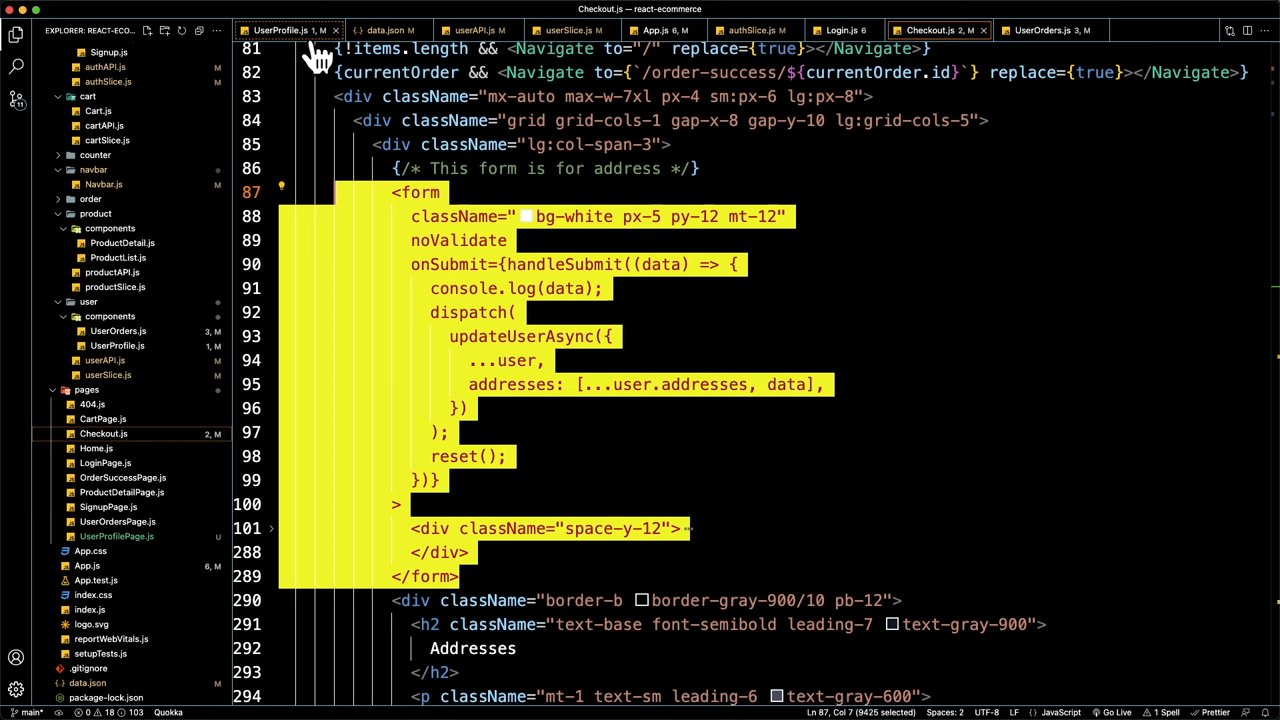 Checkout.js — react-ecommerce
EXPLORER: REACT-EC...
UserProfile.js 1, M
data.json M
userAPI.js M
userSlice.js M
App.js 6, M
authSlice.js M
Login.js 6
Checkout.js 2, M
UserOrders.js 3, M
Signup.js
authAPI.js M
authSlice.js M
cart
Cart.js
cartAPI.js
cartSlice.js
counter
navbar
Navbar.js M
order
product
components
ProductDetail.js
ProductList.js
productAPI.js
productSlice.js
user
components
UserOrders.js 3, M
UserProfile.js 1, M
userAPI.js M
userSlice.js M
pages
404.js
CartPage.js
Checkout.js 2, M
Home.js
LoginPage.js
OrderSuccessPage.js
ProductDetailPage.js
SignupPage.js
UserOrdersPage.js
UserProfilePage.js U
App.css
App.js 6, M
App.test.js
index.css
index.js
logo.svg
reportWebVitals.js
setupTests.js
.gitignore
data.json M
package-lock.json
11
81 {!items.length && <Navigate to="/" replace={true}></Navigate>}
82 {currentOrder && <Navigate to={`/order-success/${currentOrder.id}`} replace={true}></Navigate>}
83 <div className="mx-auto max-w-7xl px-4 sm:px-6 lg:px-8">
84 <div className="grid grid-cols-1 gap-x-8 gap-y-10 lg:grid-cols-5">
85 <div className="lg:col-span-3">
86 {/* This form is for address */}
87 <form
88 className="bg-white px-5 py-12 mt-12"
89 noValidate
90 onSubmit={handleSubmit((data) => {
91 console.log(data);
92 dispatch(
93 updateUserAsync({
94 ...user,
95 addresses: [...user.addresses, data],
96 })
97 );
98 reset();
99 })}
100 >
101 <div className="space-y-12">
288 </div>
289 </form>
290 <div className="border-b border-gray-900/10 pb-12">
291 <h2 className="text-base font-semibold leading-7 text-gray-900">
292 Addresses
293 </h2>
294 <p className="mt-1 text-sm leading-6 text-gray-600">
main* 0 18 103 Quokka Ln 87, Col 7 (9425 selected) Spaces: 2 UTF-8 LF {} JavaScript Go Live 1 Spell Prettier